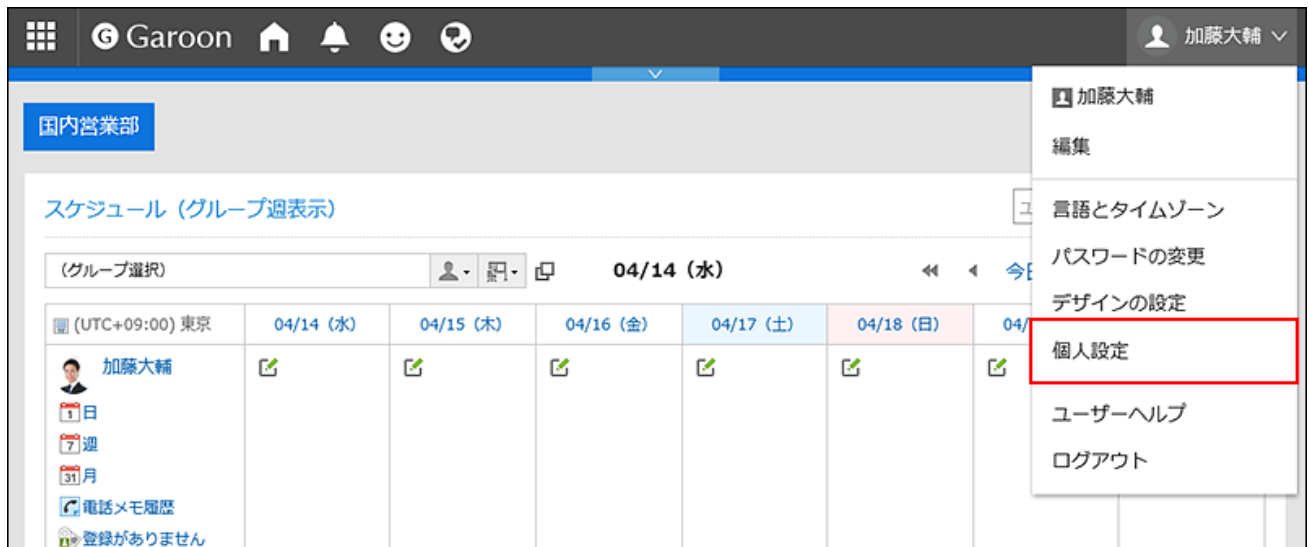 Garoon
加藤大輔
加藤大輔
編集
言語とタイムゾーン
パスワードの変更
デザインの設定
個人設定
ユーザーヘルプ
ログアウト
国内営業部
スケジュール（グループ週表示）
（グループ選択） 04/14（水）
(UTC+09:00) 東京 04/14（水） 04/15（木） 04/16（金） 04/17（土） 04/18（日） 04/
加藤大輔
1 日
7 週
31 月
電話メモ履歴
登録がありません